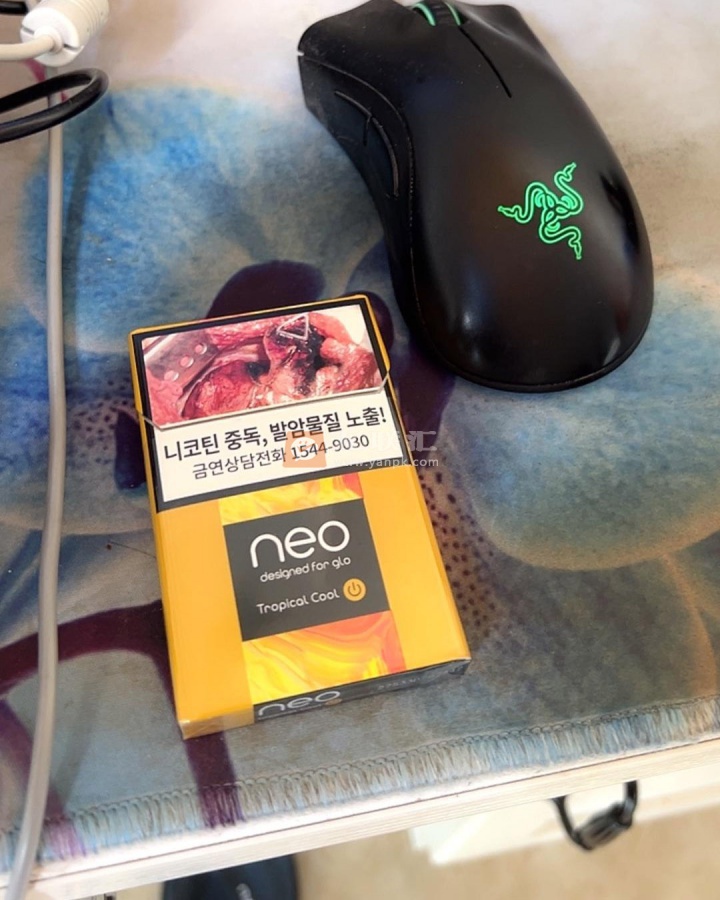 니코틴 중독, 발암물질 노출!
금연상담전화 1544-9030
neo
designed for glo
Tropical Cool
neo